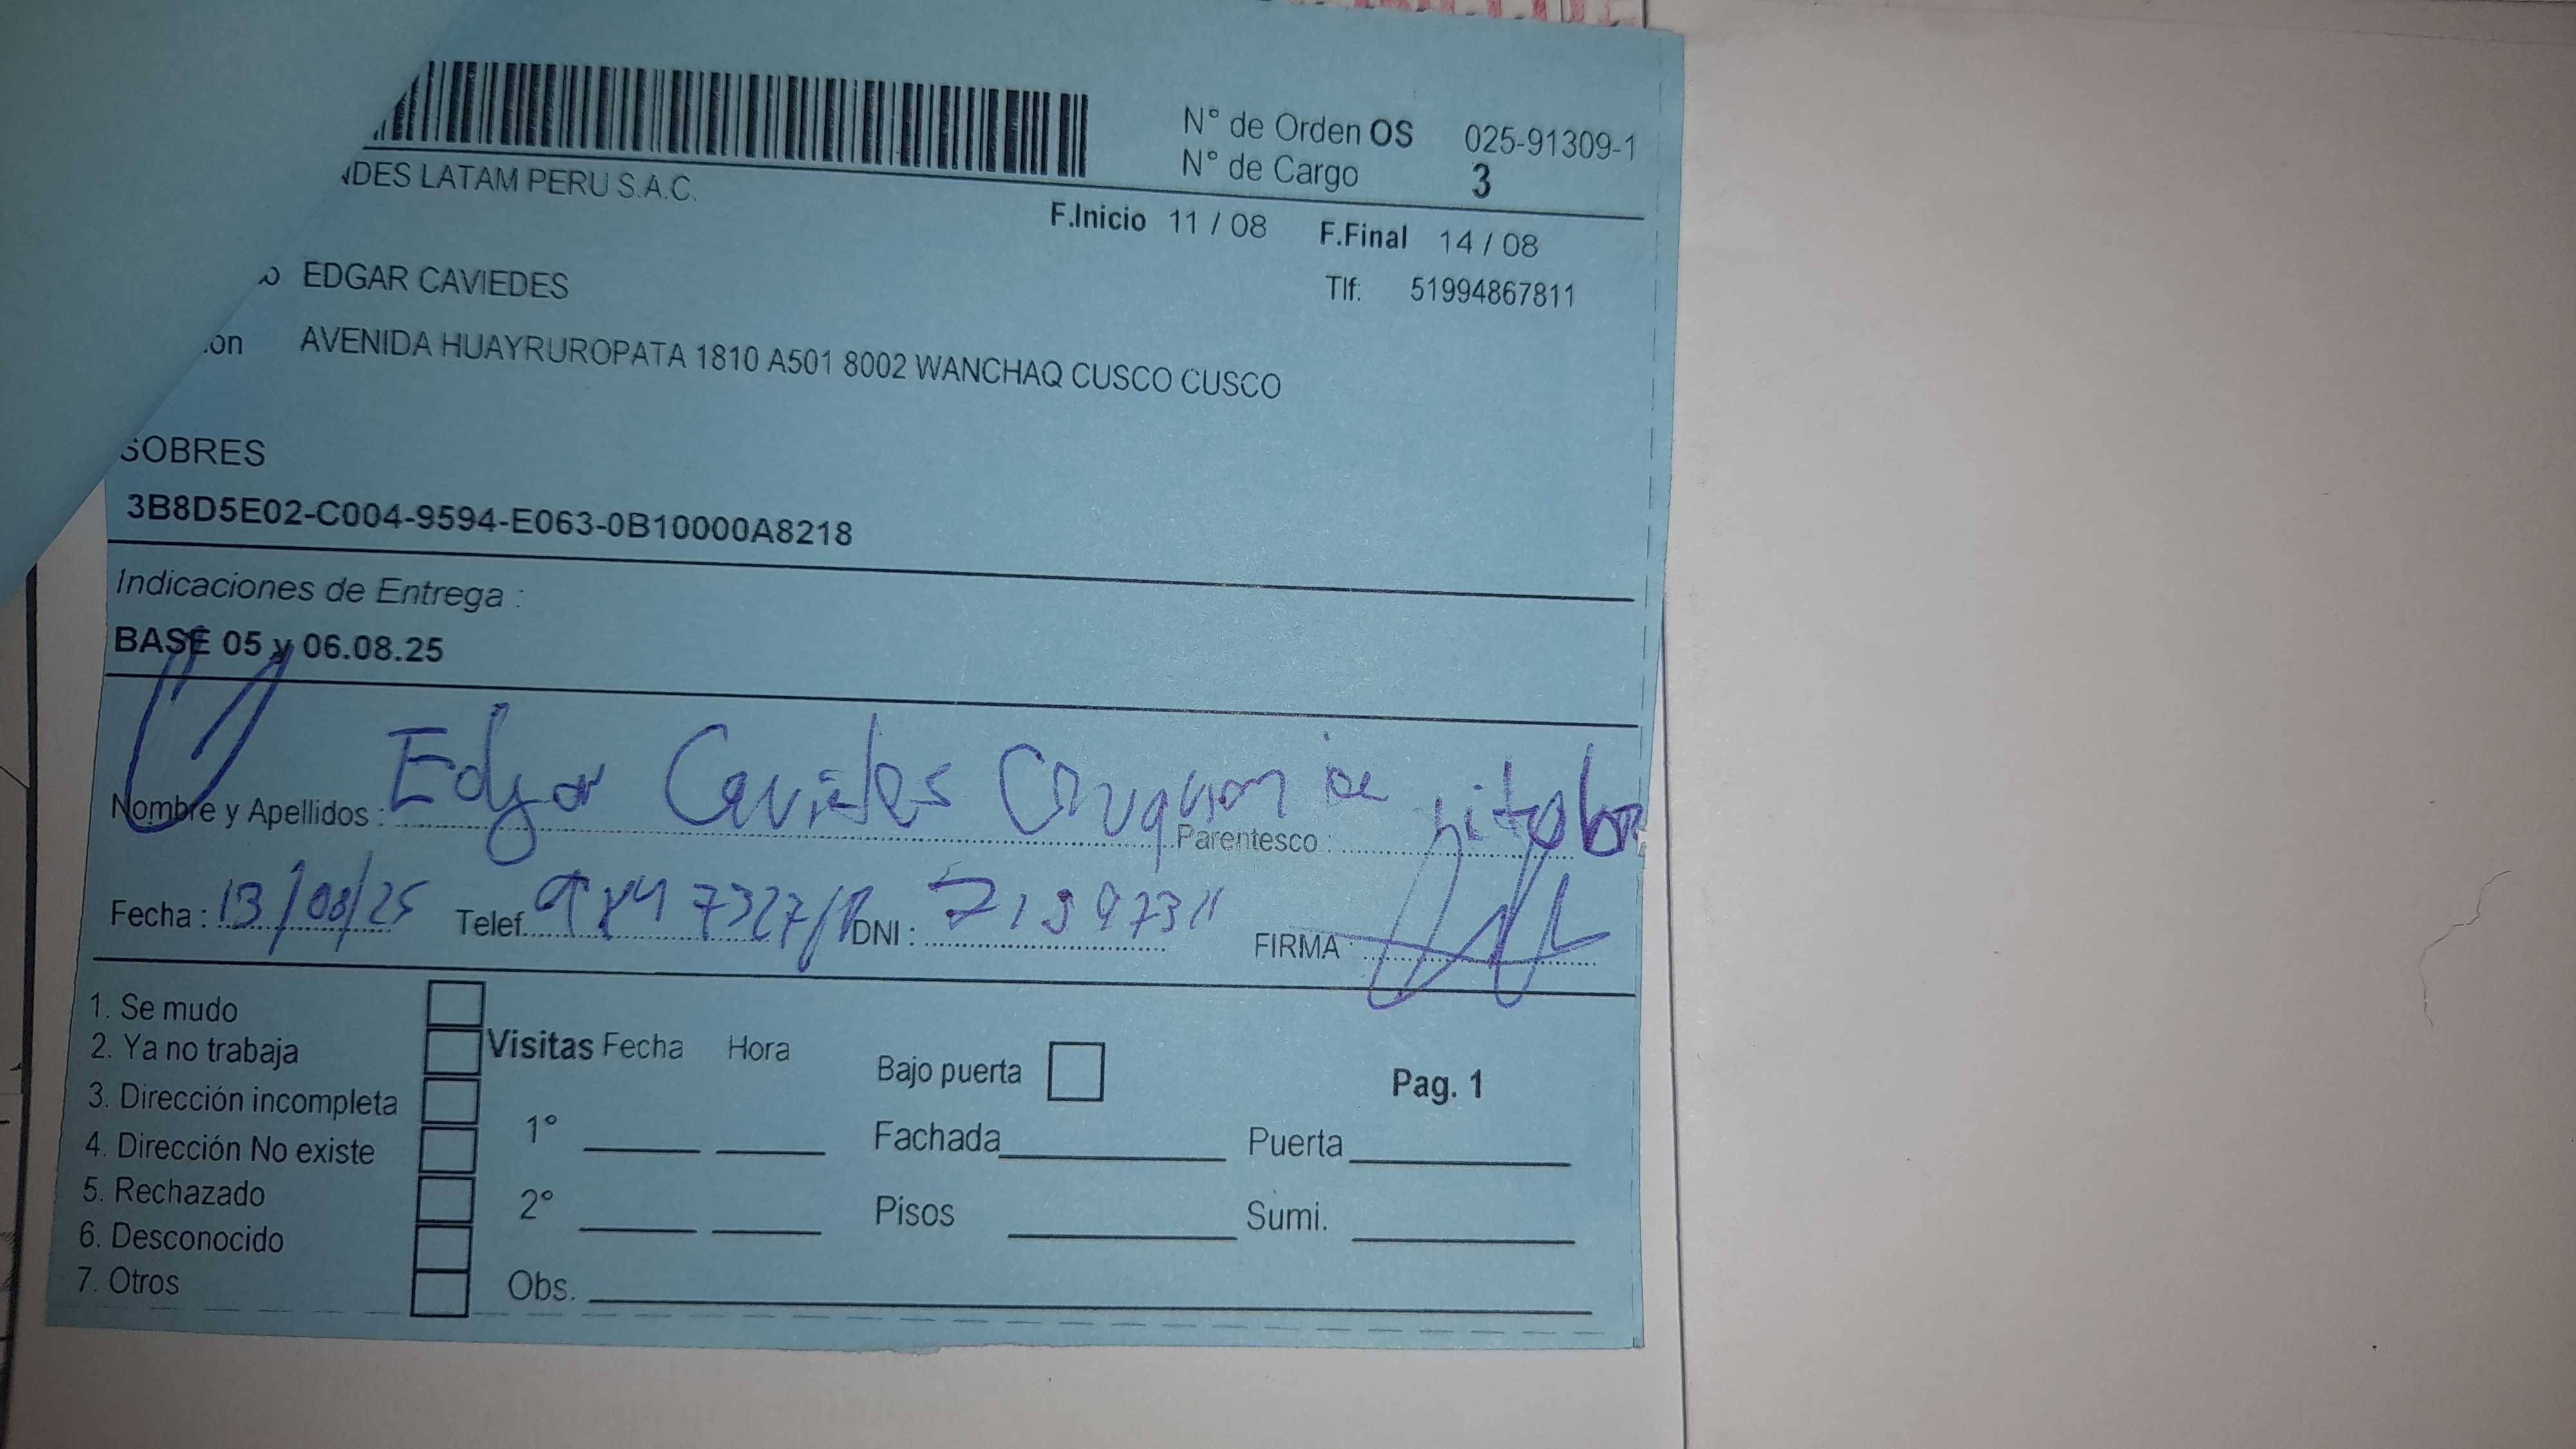 N° de Orden OS 025-91309-1
N° de Cargo 3
DES LATAM PERU S.A.C.
F.Inicio 11 / 08 F.Final 14 / 08
o EDGAR CAVIEDES Tlf: 51994867811
on AVENIDA HUAYRUROPATA 1810 A501 8002 WANCHAQ CUSCO CUSCO
SOBRES
3B8D5E02-C004-9594-E063-0B10000A8218
Indicaciones de Entrega :
BASE 05 y 06.08.25
Nombre y Apellidos : Edgar Caviedes Parentesco :
Fecha : 13/08/25 Telef. DNI : FIRMA :
1. Se mudo
2. Ya no trabaja
3. Dirección incompleta
4. Dirección No existe
5. Rechazado
6. Desconocido
7. Otros
Visitas Fecha Hora
1°
2°
Obs.
Bajo puerta
Pag. 1
Fachada Puerta
Pisos Sumi.